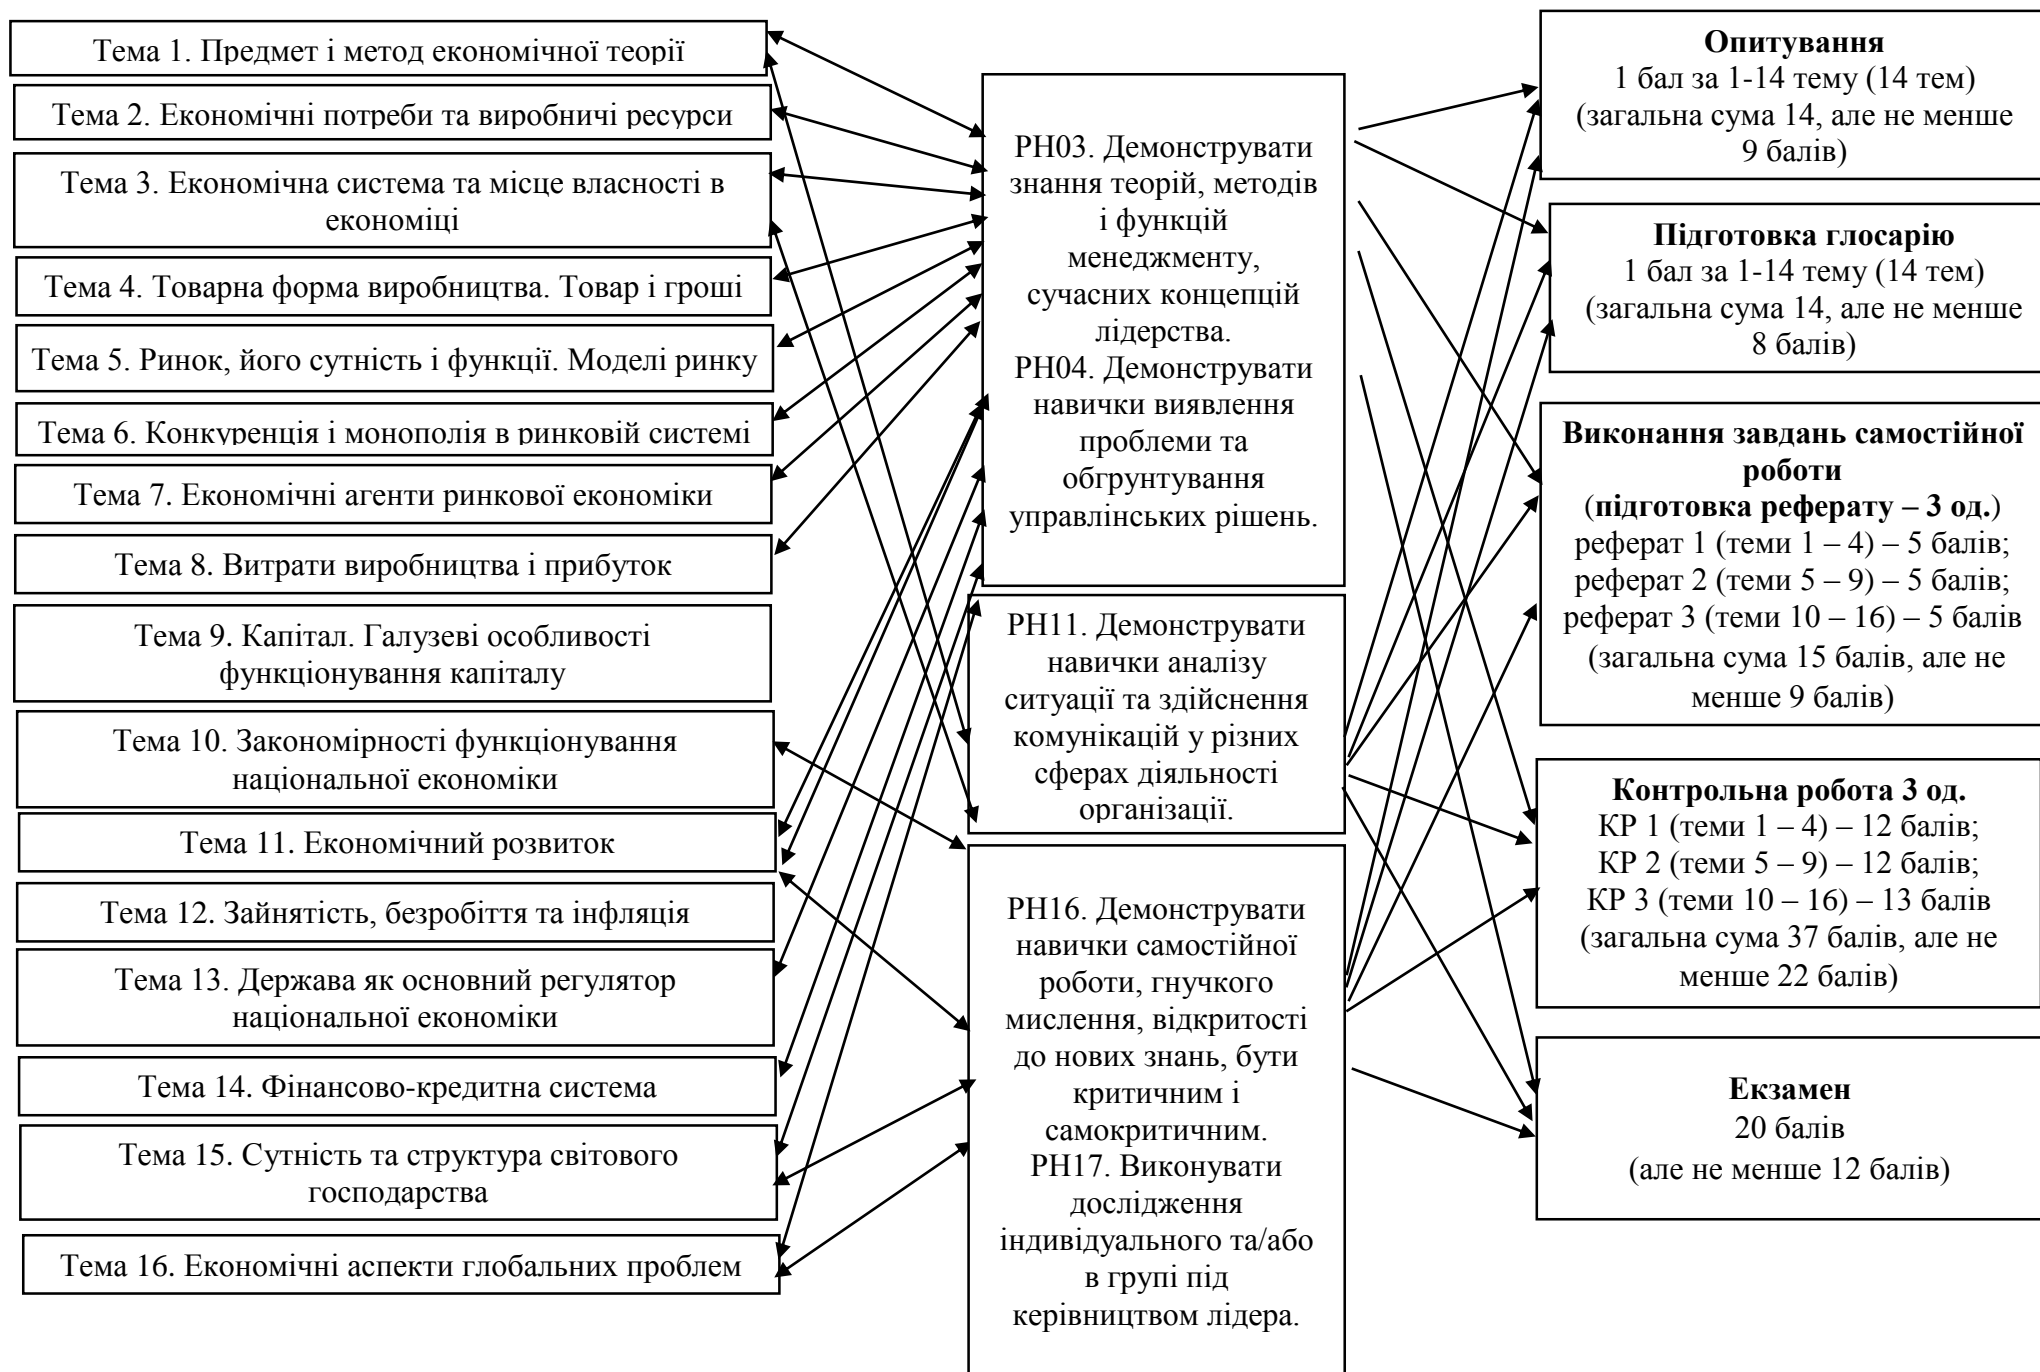 Тема 1. Предмет і метод економічної теорії
Тема 2. Економічні потреби та виробничі ресурси
Тема 3. Економічна система та місце власності в
економіці
Тема 4. Товарна форма виробництва. Товар і гроші
Тема 5. Ринок, його сутність і функції. Моделі ринку
Тема 6. Конкуренція і монополія в ринковій системі
Тема 7. Економічні агенти ринкової економіки
Тема 8. Витрати виробництва і прибуток
Тема 9. Капітал. Галузеві особливості
функціонування капіталу
Тема 10. Закономірності функціонування
національної економіки
Тема 11. Економічний розвиток
Тема 12. Зайнятість, безробіття та інфляція
Тема 13. Держава як основний регулятор
національної економіки
Тема 14. Фінансово-кредитна система
Тема 15. Сутність та структура світового
господарства
Тема 16. Економічні аспекти глобальних проблем
РН03. Демонструвати
знання теорій, методів
і функцій
менеджменту,
сучасних концепцій
лідерства.
РН04. Демонструвати
навички виявлення
проблеми та
обгрунтування
управлінських рішень.
РН11. Демонструвати
навички аналізу
ситуації та здійснення
комунікацій у різних
сферах діяльності
організації.
РН16. Демонструвати
навички самостійної
роботи, гнучкого
мислення, відкритості
до нових знань, бути
критичним і
самокритичним.
РН17. Виконувати
дослідження
індивідуального та/або
в групі під
керівництвом лідера.
Опитування
1 бал за 1-14 тему (14 тем)
(загальна сума 14, але не менше
9 балів)
Підготовка глосарію
1 бал за 1-14 тему (14 тем)
(загальна сума 14, але не менше
8 балів)
Виконання завдань самостійної
роботи
(підготовка реферату – 3 од.)
реферат 1 (теми 1 – 4) – 5 балів;
реферат 2 (теми 5 – 9) – 5 балів;
реферат 3 (теми 10 – 16) – 5 балів
(загальна сума 15 балів, але не
менше 9 балів)
Контрольна робота 3 од.
КР 1 (теми 1 – 4) – 12 балів;
КР 2 (теми 5 – 9) – 12 балів;
КР 3 (теми 10 – 16) – 13 балів
(загальна сума 37 балів, але не
менше 22 балів)
Екзамен
20 балів
(але не менше 12 балів)